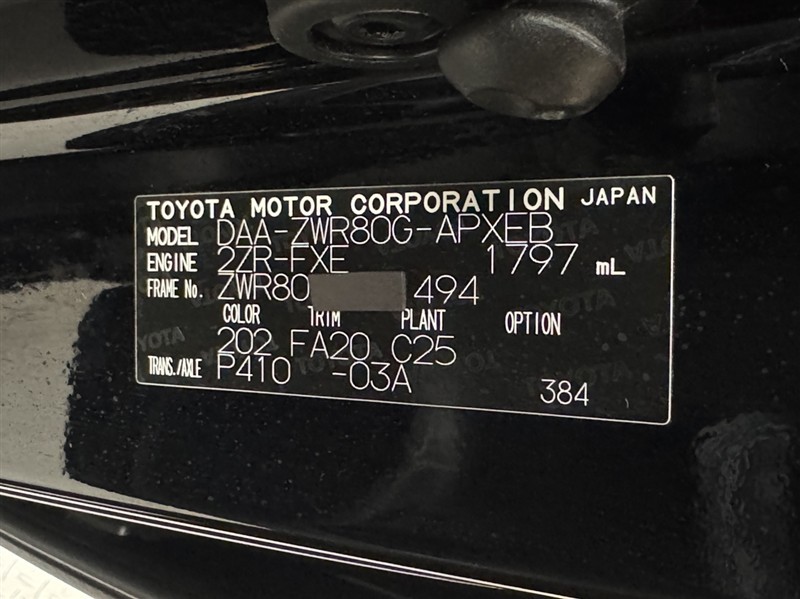 TOYOTA MOTOR CORPORATION JAPAN
MODEL DAA-ZWR80G-APXEB
ENGINE 2ZR-FXE 1797 mL
FRAME No. ZWR80 494
COLOR TRIM PLANT OPTION
202 FA20 C25
TRANS./AXLE P410 -03A 384